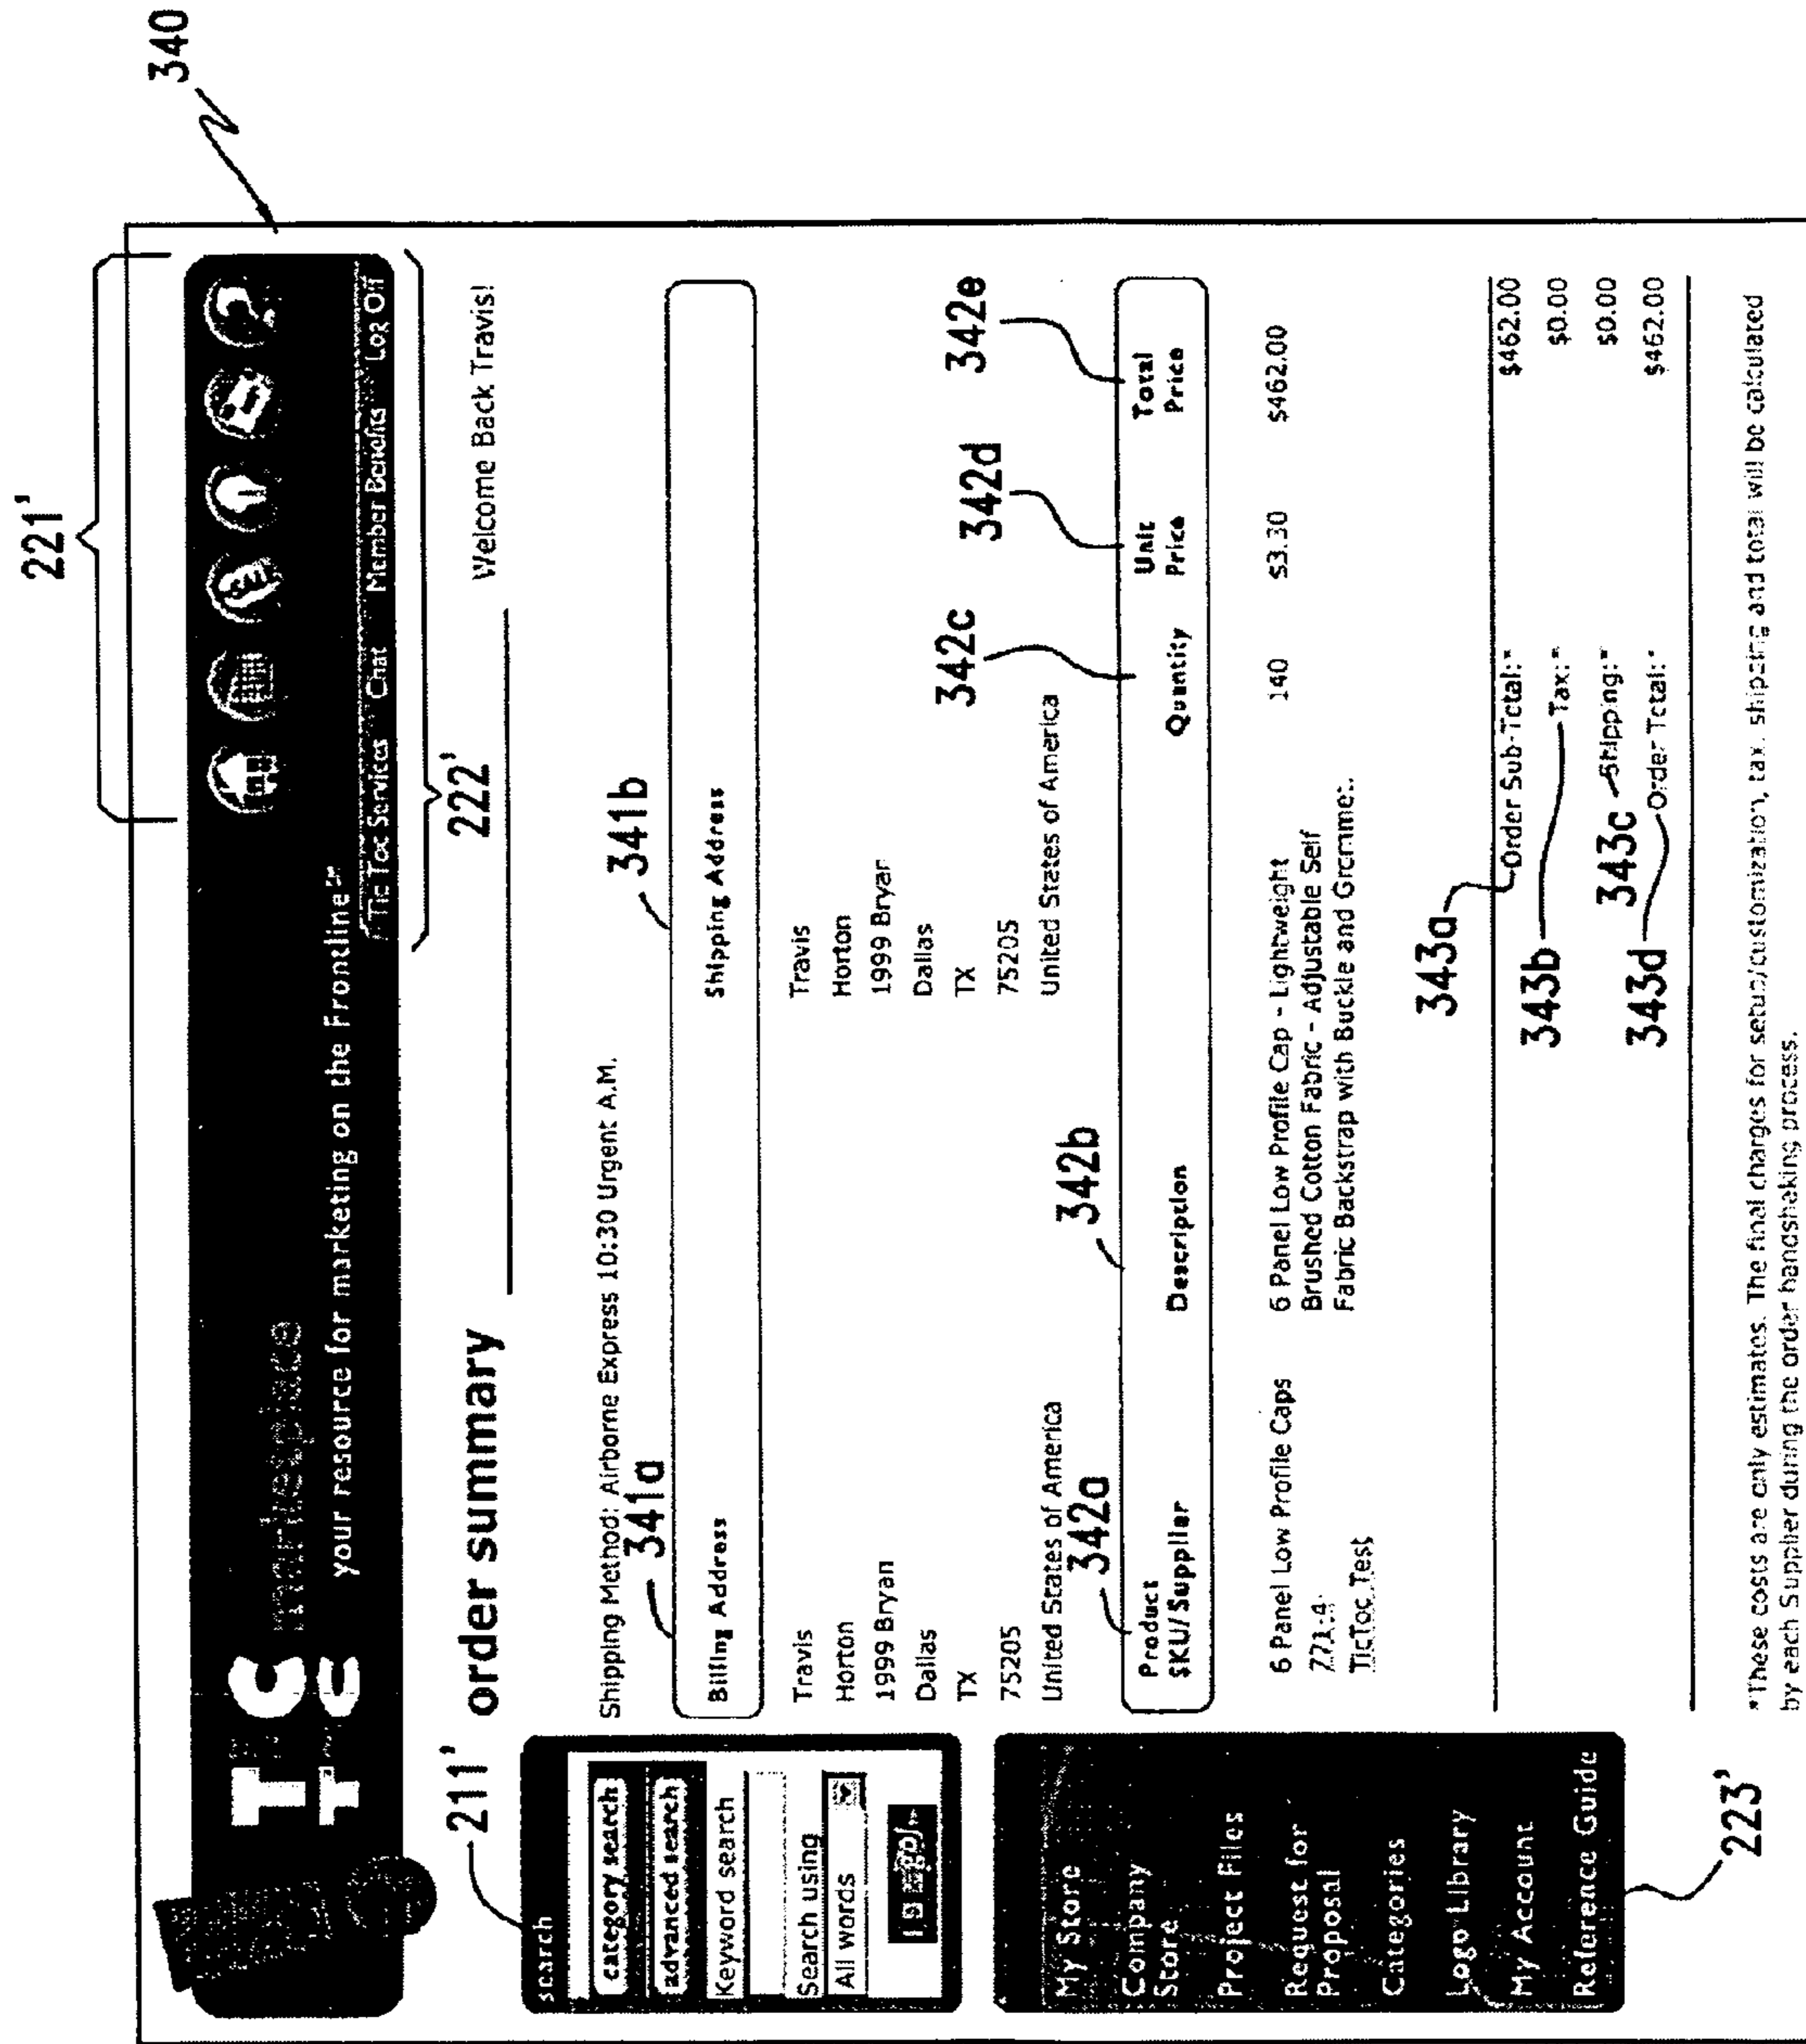 221'
340
TIC marketplace
your resource for marketing on the Frontline
Tic Toc Services Chat Member Benefits Log Off
222'
Welcome Back Travis!
211'
order summary
search
category search
advanced search
Keyword search
Search using
All words
go
My Store
Company
Store
Project Files
Request for
Proposal
Categories
Logo Library
My Account
Reference Guide
223'
Shipping Method: Airborne Express 10:30 Urgent A.M.
341a
341b
Billing Address Shipping Address
Travis Travis
Horton Horton
1999 Bryan 1999 Bryan
Dallas Dallas
TX TX
75205 75205
United States of America United States of America
342a 342b 342c 342d 342e
Product
SKU/Supplier Description Quantity Unit
Price Total
Price
6 Panel Low Profile Caps 6 Panel Low Profile Cap - Lightweight 140 $3.30 $462.00
Brushed Cotton Fabric - Adjustable Self
TicToc Test Fabric Backstrap with Buckle and Grommet.
343a Order Sub-Total:* $462.00
343b Tax:* $0.00
343c Shipping:* $0.00
343d Order Total:* $462.00
*These costs are only estimates. The final charges for setup/customization, tax, shipping and total will be calculated
by each Supplier during the order handshaking process.